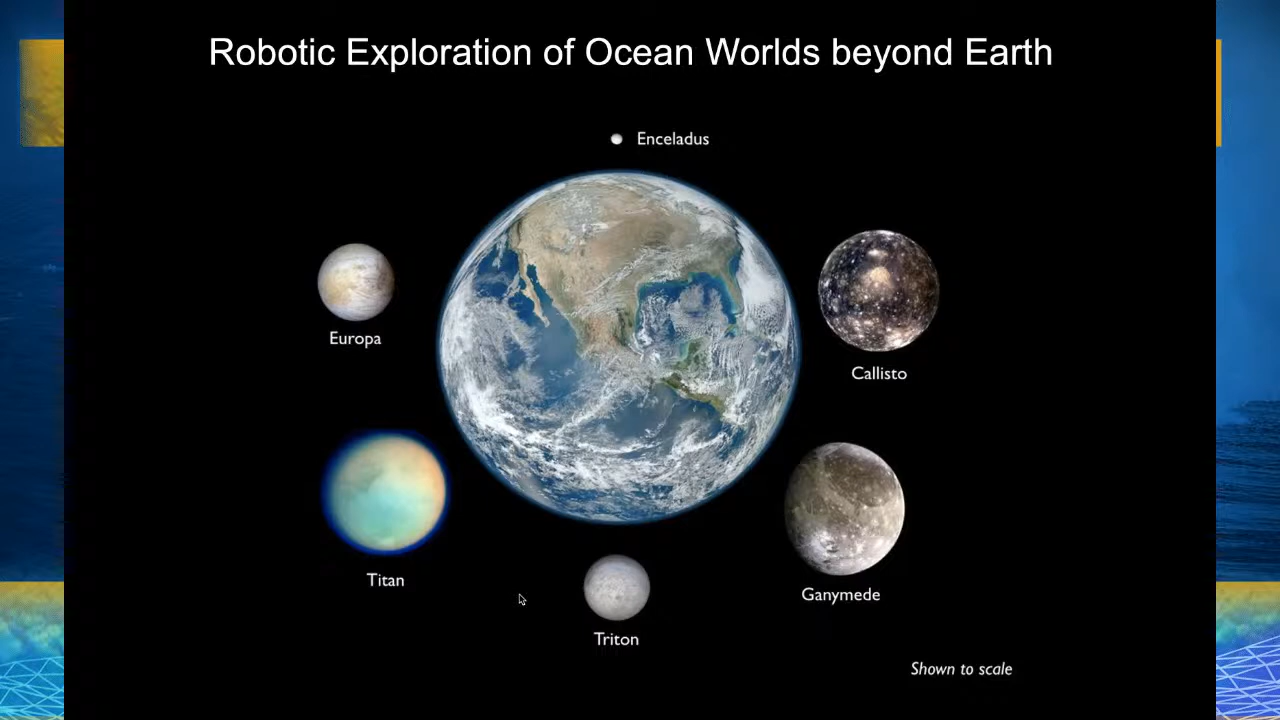 Robotic Exploration of Ocean Worlds beyond Earth
Enceladus
Europa
Callisto
Titan
Ganymede
Triton
Shown to scale